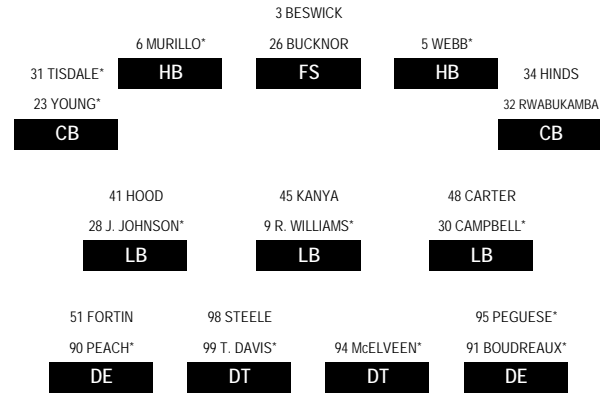 3 BESWICK
6 MURILLO* 26 BUCKNOR 5 WEBB*
31 TISDALE* HB FS HB 34 HINDS
23 YOUNG* 32 RWABUKAMBA
CB CB
41 HOOD 45 KANYA 48 CARTER
28 J. JOHNSON* 9 R. WILLIAMS* 30 CAMPBELL*
LB LB LB
51 FORTIN 98 STEELE 95 PEGUESE*
90 PEACH* 99 T. DAVIS* 94 McELVEEN* 91 BOUDREAUX*
DE DT DT DE